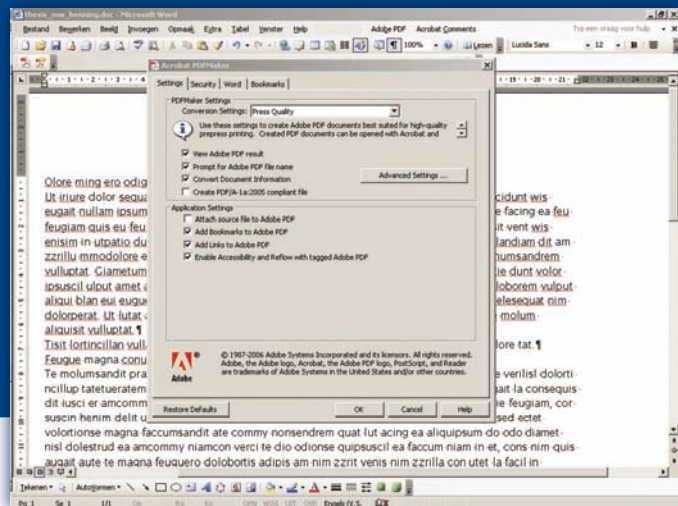 thesis_mw_henning.doc - Microsoft Word
Bestand Bewerken Beeld Invoegen Opmaak Extra Tabel Venster Help Adobe PDF Acrobat Comments Typ een vraag voor hulp
100% Lezen Lucida Sans 12 B
Acrobat PDFMaker
Settings Security Word Bookmarks
PDFMaker Settings
Conversion Settings: Press Quality
Use these settings to create Adobe PDF documents best suited for high-quality
prepress printing. Created PDF documents can be opened with Acrobat and
View Adobe PDF result
Prompt for Adobe PDF file name
Convert Document Information
Advanced Settings ...
Create PDF/A-1a:2005 compliant file
Application Settings
Attach source file to Adobe PDF
Add Bookmarks to Adobe PDF
Add Links to Adobe PDF
Enable Accessibility and Reflow with tagged Adobe PDF
Adobe
© 1987-2006 Adobe Systems Incorporated and its licensors. All rights reserved.
Adobe, the Adobe logo, Acrobat, the Adobe PDF logo, PostScript, and Reader
are trademarks of Adobe Systems in the United States and/or other countries.
Restore Defaults OK Cancel Help
Olore ming ero odig
Ut iriure dolor sequa cidunt wis
eugait nullam ipsum e facing ea feu
feugiam quis eu feu sit vent wis
enisim in utpatio du landiam dit am
zzrillu mmodolore e numsandrem
vulluptat. Giametum tie dunt volor
ipsuscil ulput amet a loborem vulput
aliqui blan eui eugue elesequat nim
dolorperat. Ut lutat molum
aliquisit vulluptat.¶
Tisit lortincillan vull lore tat.¶
Feugue magna conu
Te molumsandit pra e verilisl dolorti
ncillup tatetueratem gait la consequis
dit iusci er amcomm ie feugiam, cor
suscin henim delit u sed ectet
volortionse magna faccumsandit ate commy nonsendrem quat lut acing ea aliquipsum do odo diamet
nisl dolestrud ea amcommy niamcon verci te dio odionse quipsuscil ea faccum niam in et, cons nim quis
augait aute te magna feuguero dolobortis adipis am nim zzrit venis nim zzrilla con utet la facil in
Tekenen AutoVormen
Pg 1 Se 1 1/1 Engels (V.S.